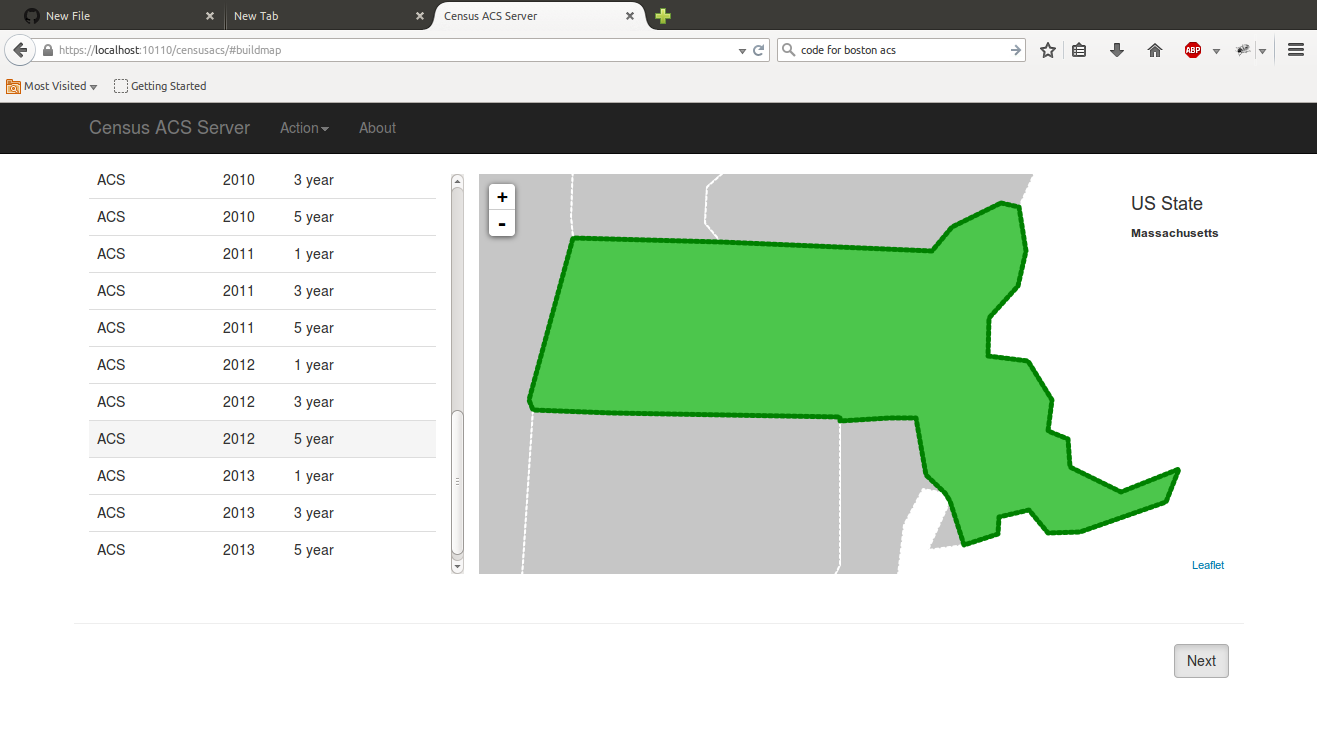 New File
New Tab
Census ACS Server
https://localhost:10110/censusacs/#buildmap
code for boston acs
ABP
Most Visited
Getting Started
Census ACS Server Action About
ACS 2010 3 year
ACS 2010 5 year
ACS 2011 1 year
ACS 2011 3 year
ACS 2011 5 year
ACS 2012 1 year
ACS 2012 3 year
ACS 2012 5 year
ACS 2013 1 year
ACS 2013 3 year
ACS 2013 5 year
+
-
US State
Massachusetts
Leaflet
Next